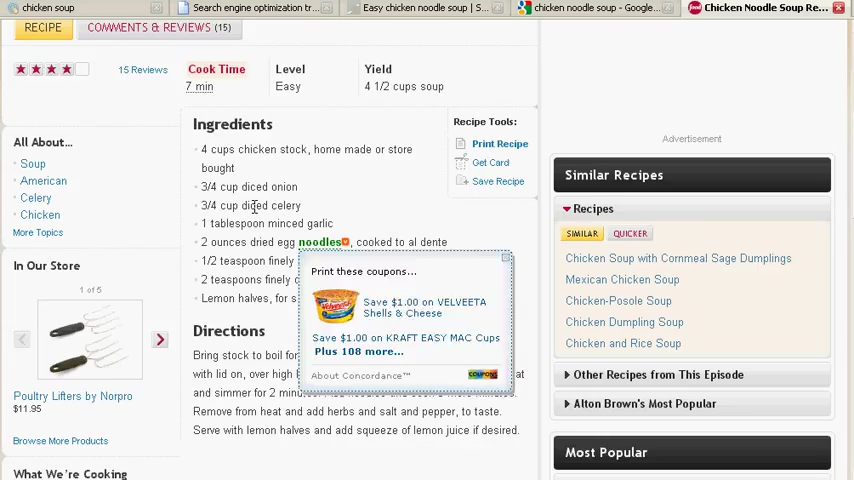 chicken soup
Search engine optimization tr...
Easy chicken noodle soup | S...
chicken noodle soup - Google...
Chicken Noodle Soup Re...
RECIPE
COMMENTS & REVIEWS (15)
15 Reviews
Cook Time
7 min
Level
Easy
Yield
4 1/2 cups soup
All About...
Soup
American
Celery
Chicken
More Topics
In Our Store
1 of 5
Poultry Lifters by Norpro
$11.95
Browse More Products
What We're Cooking
Ingredients
4 cups chicken stock, home made or store
bought
3/4 cup diced onion
3/4 cup diced celery
1 tablespoon minced garlic
2 ounces dried egg noodles, cooked to al dente
1/2 teaspoon finely
2 teaspoons finely c
Lemon halves, for s
Directions
Bring stock to boil for
with lid on, over high
at
and simmer for 2
Remove from heat and add herbs and salt and pepper, to taste.
Serve with lemon halves and add squeeze of lemon juice if desired.
Print these coupons...
Save $1.00 on VELVEETA
Shells & Cheese
Save $1.00 on KRAFT EASY MAC Cups
Plus 108 more...
About Concordance™
coupons
Recipe Tools:
Print Recipe
Get Card
Save Recipe
Advertisement
Similar Recipes
Recipes
SIMILAR
QUICKER
Chicken Soup with Cornmeal Sage Dumplings
Mexican Chicken Soup
Chicken-Posole Soup
Chicken Dumpling Soup
Chicken and Rice Soup
Other Recipes from This Episode
Alton Brown's Most Popular
Most Popular